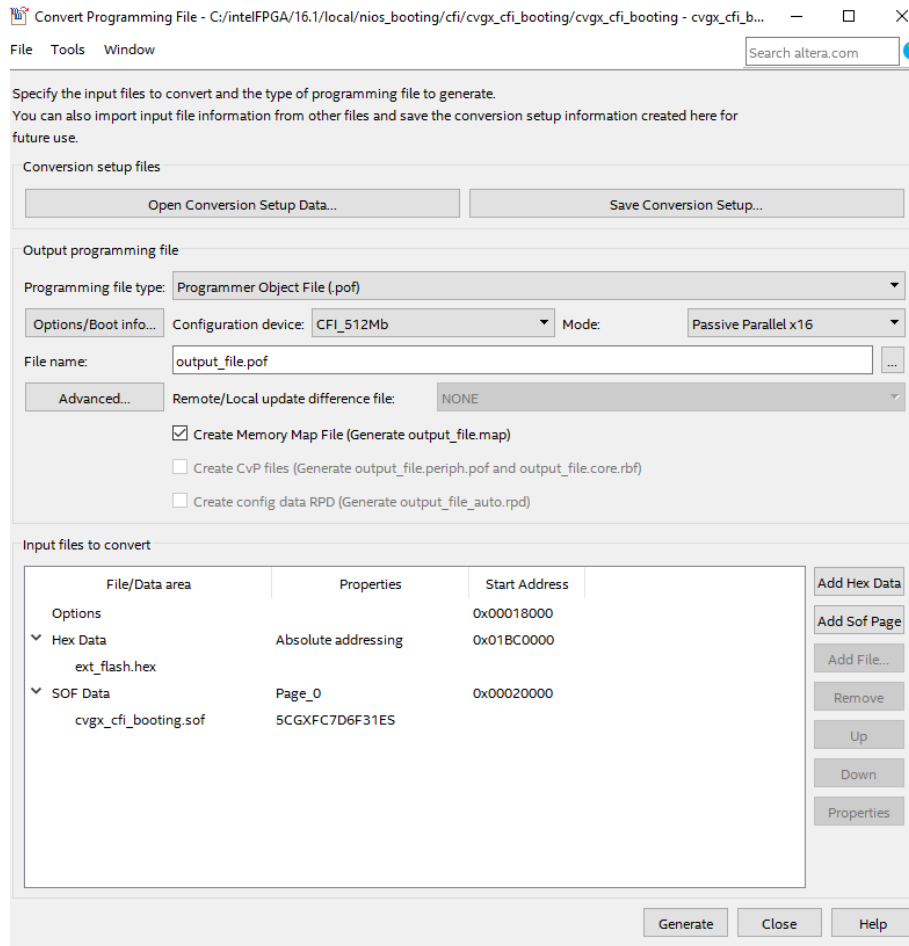 Convert Programming File - C:/intelFPGA/16.1/local/nios_booting/cfi/cvgx_cfi_booting/cvgx_cfi_booting - cvgx_cfi_b...
File Tools Window
Search altera.com
Specify the input files to convert and the type of programming file to generate.
You can also import input file information from other files and save the conversion setup information created here for
future use.
Conversion setup files
Open Conversion Setup Data... Save Conversion Setup...
Output programming file
Programming file type: Programmer Object File (.pof)
Options/Boot info... Configuration device: CFI_512Mb Mode: Passive Parallel x16
File name: output_file.pof ...
Advanced... Remote/Local update difference file: NONE
Create Memory Map File (Generate output_file.map)
Create CvP files (Generate output_file.periph.pof and output_file.core.rbf)
Create config data RPD (Generate output_file_auto.rpd)
Input files to convert
File/Data area Properties Start Address Add Hex Data
Options 0x00018000
Add Sof Page
Hex Data Absolute addressing 0x01BC0000
ext_flash.hex Add File...
SOF Data Page_0 0x00020000 Remove
cvgx_cfi_booting.sof 5CGXFC7D6F31ES
Up
Down
Properties
Generate Close Help